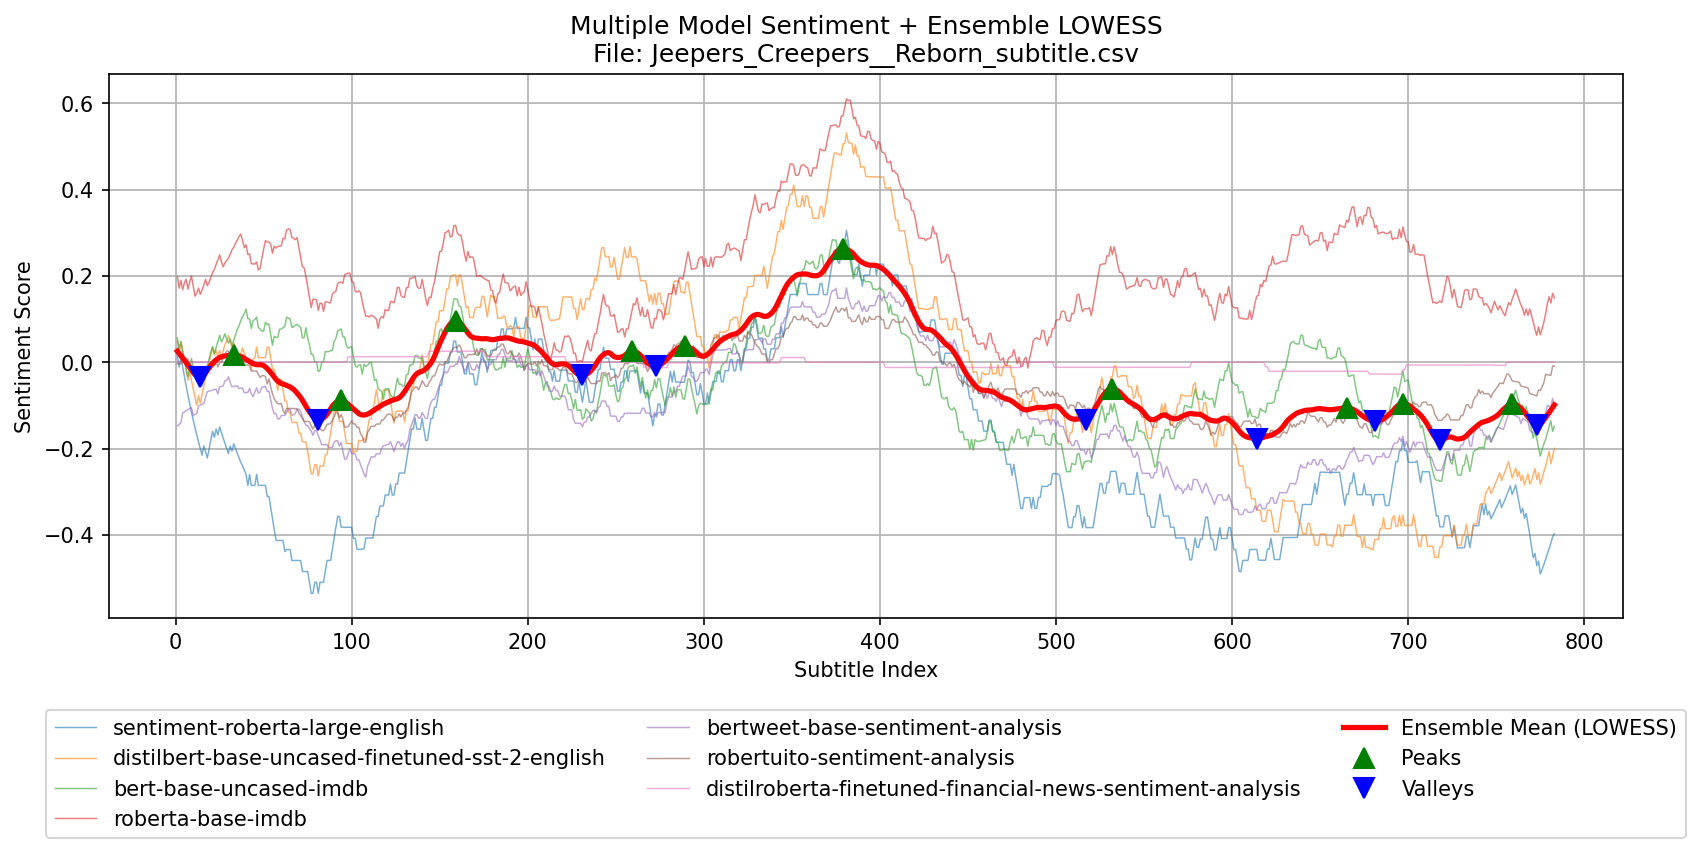 Multiple Model Sentiment + Ensemble LOWESS
File: Jeepers_Creepers__Reborn_subtitle.csv
Sentiment Score
0.6
0.4
0.2
0.0
−0.2
−0.4
0 100 200 300 400 500 600 700 800
Subtitle Index
sentiment-roberta-large-english
distilbert-base-uncased-finetuned-sst-2-english
bert-base-uncased-imdb
roberta-base-imdb
bertweet-base-sentiment-analysis
robertuito-sentiment-analysis
distilroberta-finetuned-financial-news-sentiment-analysis
Ensemble Mean (LOWESS)
Peaks
Valleys